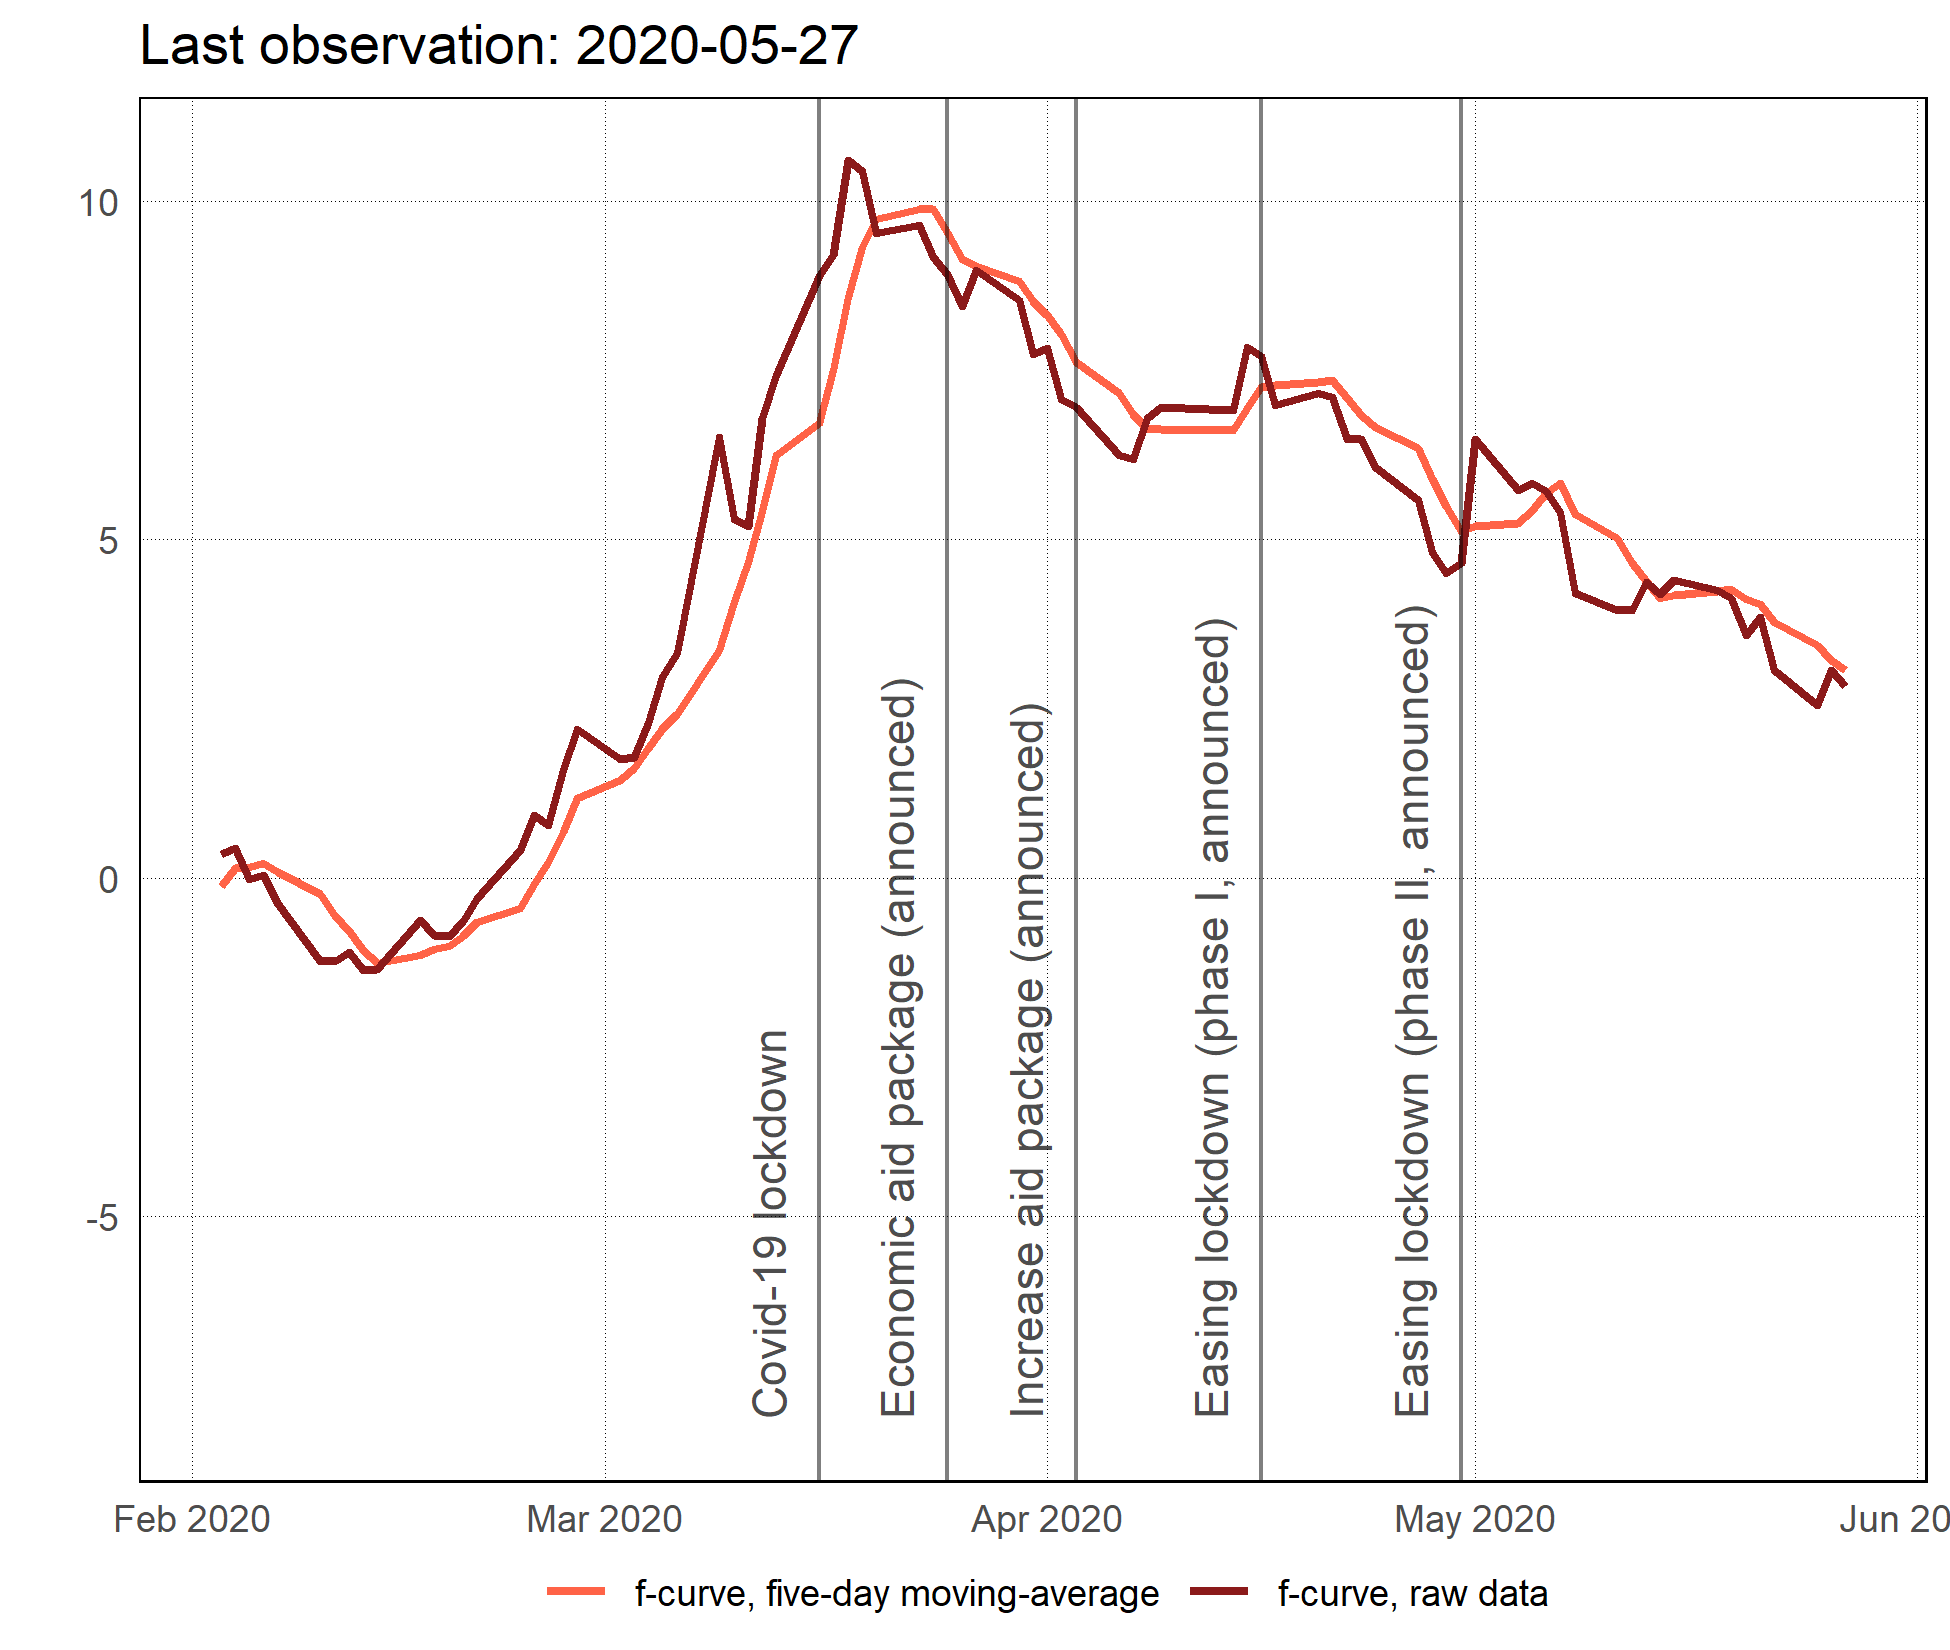 Last observation: 2020-05-27
10
5
0
-5
Covid-19 lockdown
Economic aid package (announced)
Increase aid package (announced)
Easing lockdown (phase I, announced)
Easing lockdown (phase II, announced)
Feb 2020
Mar 2020
Apr 2020
May 2020
Jun 20
f-curve, five-day moving-average
f-curve, raw data